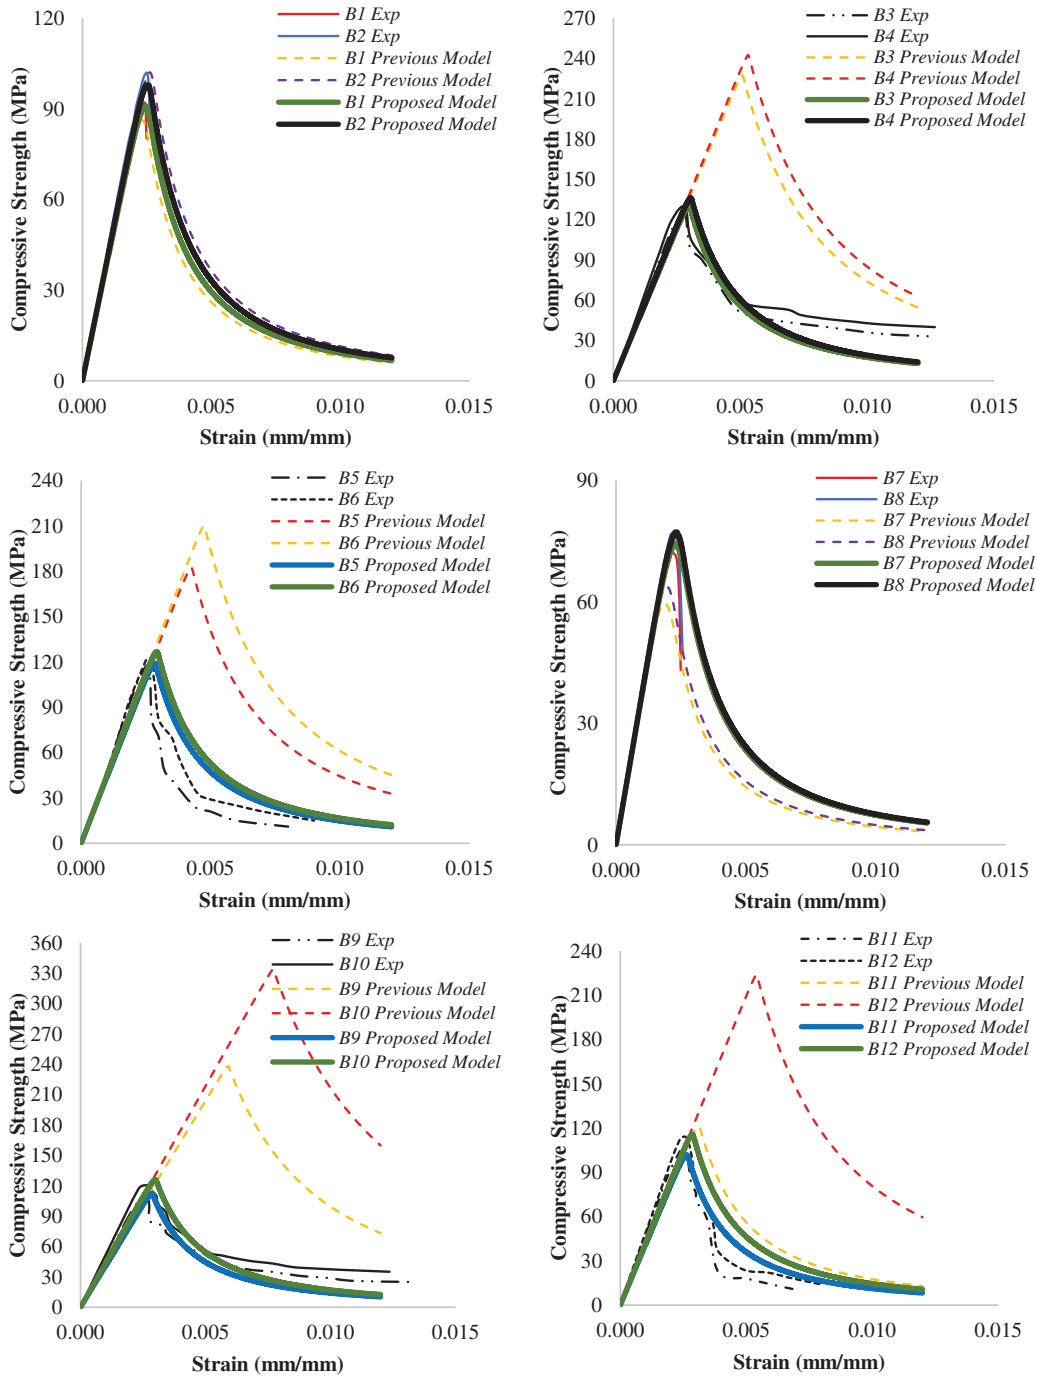 B1 Exp
B2 Exp
B1 Previous Model
B2 Previous Model
B1 Proposed Model
B2 Proposed Model
Compressive Strength (MPa)
120
90
60
30
0
0.000 0.005 0.010 0.015
Strain (mm/mm)
B3 Exp
B4 Exp
B3 Previous Model
B4 Previous Model
B3 Proposed Model
B4 Proposed Model
Compressive Strength (MPa)
270
240
210
180
150
120
90
60
30
0
0.000 0.005 0.010 0.015
Strain (mm/mm)
B5 Exp
B6 Exp
B5 Previous Model
B6 Previous Model
B5 Proposed Model
B6 Proposed Model
Compressive Strength (MPa)
240
210
180
150
120
90
60
30
0
0.000 0.005 0.010 0.015
Strain (mm/mm)
B7 Exp
B8 Exp
B7 Previous Model
B8 Previous Model
B7 Proposed Model
B8 Proposed Model
Compressive Strength (MPa)
90
60
30
0
0.000 0.005 0.010 0.015
Strain (mm/mm)
B9 Exp
B10 Exp
B9 Previous Model
B10 Previous Model
B9 Proposed Model
B10 Proposed Model
Compressive Strength (MPa)
360
330
300
270
240
210
180
150
120
90
60
30
0
0.000 0.005 0.010 0.015
Strain (mm/mm)
B11 Exp
B12 Exp
B11 Previous Model
B12 Previous Model
B11 Proposed Model
B12 Proposed Model
Compressive Strength (MPa)
240
210
180
150
120
90
60
30
0
0.000 0.005 0.010 0.015
Strain (mm/mm)